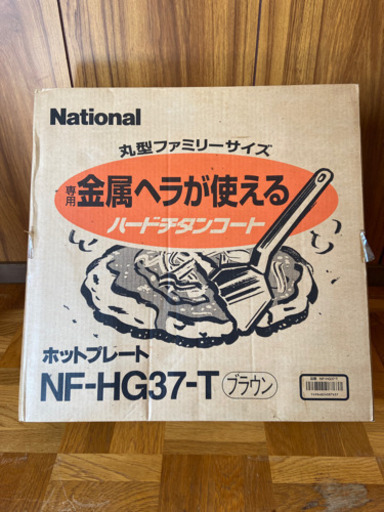 National
丸型ファミリーサイズ
専用
金属ヘラが使える
ハードチタンコート
ホットプレート
NF-HG37-T ブラウン